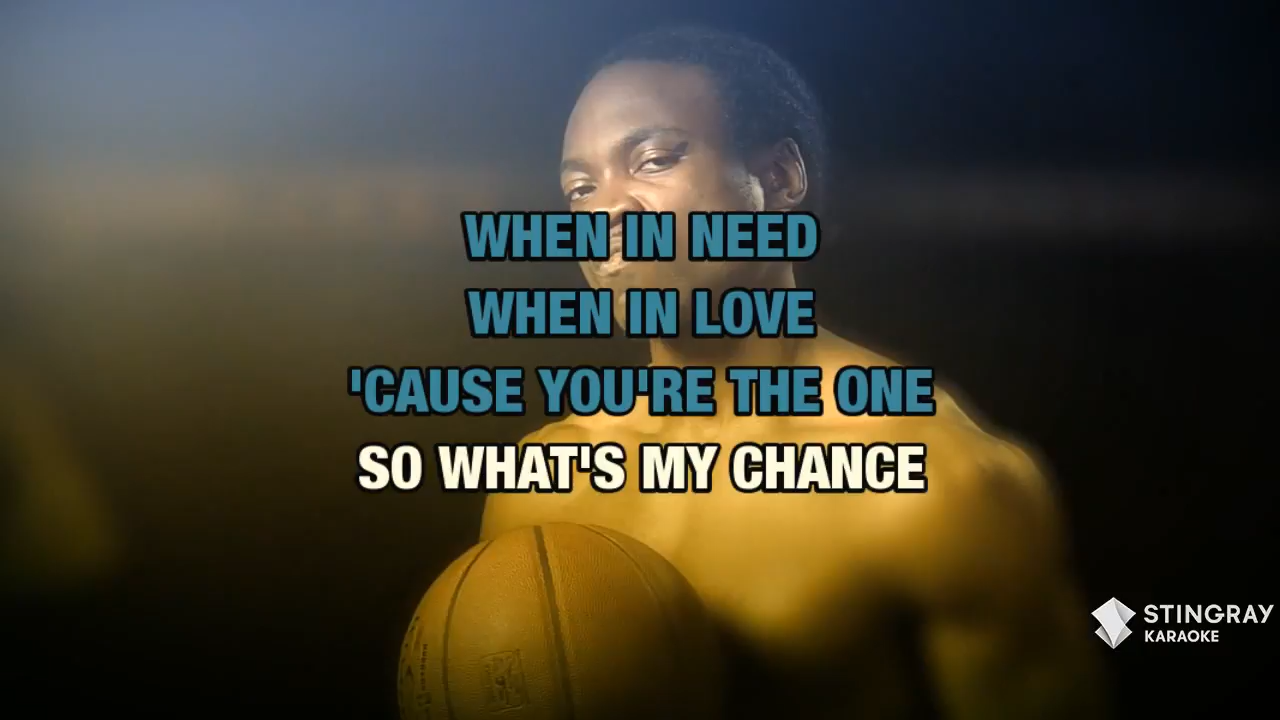 WHEN IN NEED
WHEN IN LOVE
'CAUSE YOU'RE THE ONE
SO WHAT'S MY CHANCE
STINGRAY
KARAOKE